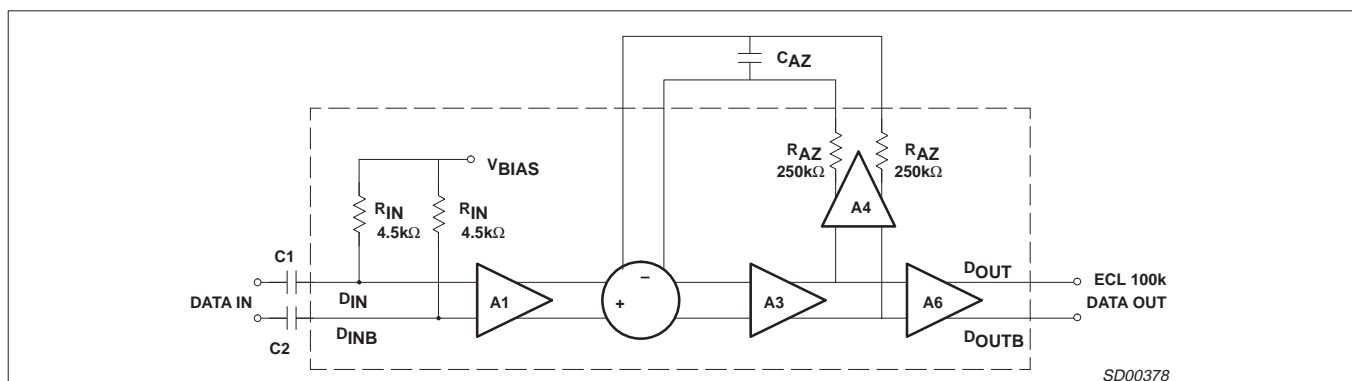 CAZ
RAZ
250kΩ
RAZ
250kΩ
VBIAS
A4
RIN
4.5kΩ
RIN
4.5kΩ
C1
DATA IN
DIN
A1
–
+
A3
A6
DOUT
ECL 100k
DATA OUT
C2
DINB
DOUTB
SD00378